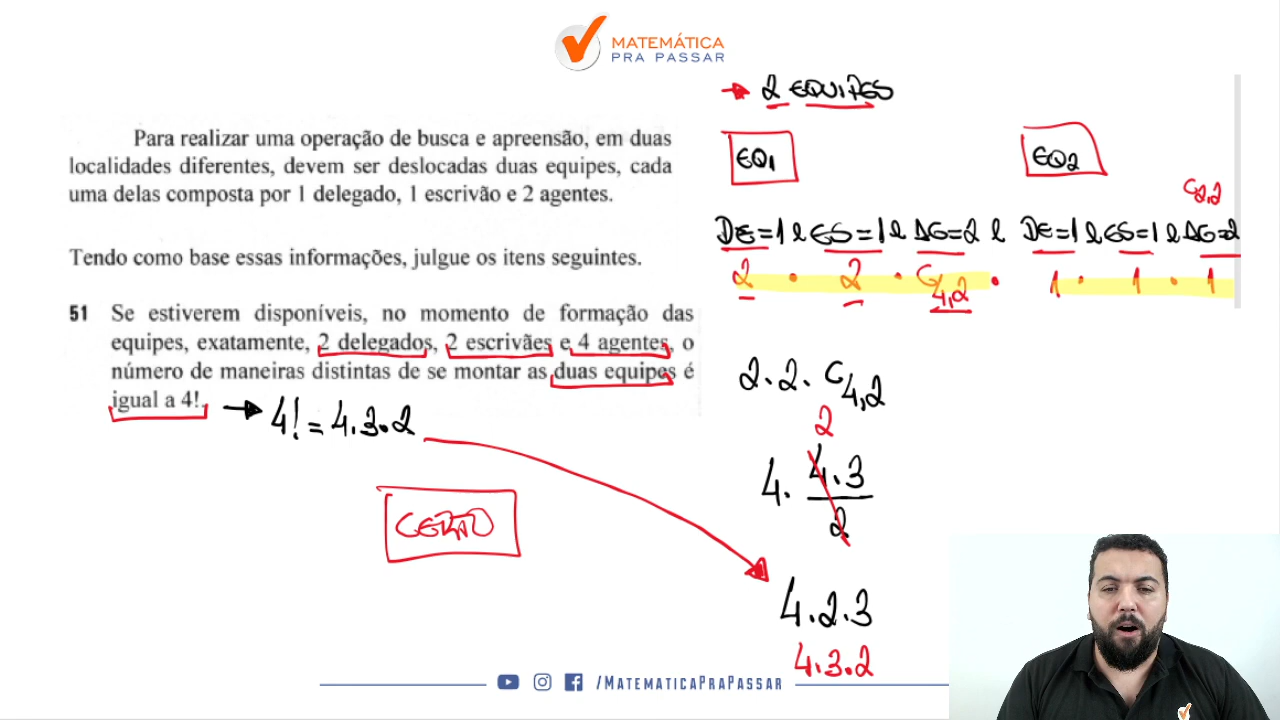 MATEMÁTICA
PRA PASSAR
Para realizar uma operação de busca e apreensão, em duas
localidades diferentes, devem ser deslocadas duas equipes, cada
uma delas composta por 1 delegado, 1 escrivão e 2 agentes.
Tendo como base essas informações, julgue os itens seguintes.
51 Se estiverem disponíveis, no momento de formação das
equipes, exatamente, 2 delegados, 2 escrivães e 4 agentes, o
número de maneiras distintas de se montar as duas equipes é
igual a 4!.
→ 4! = 4.3.2
CERTO
→ 2 EQUIPES
EQ1
EQ2
C2,2
DE=1 e ES=1 e AG=2 e DE=1 e ES=1 e AG=2
2 . 2 . C4,2 . 1 . 1 . 1
2.2.C4,2
2
4. 4.3
2
4.2.3
4.3.2
/MATEMATICAPRAPASSAR